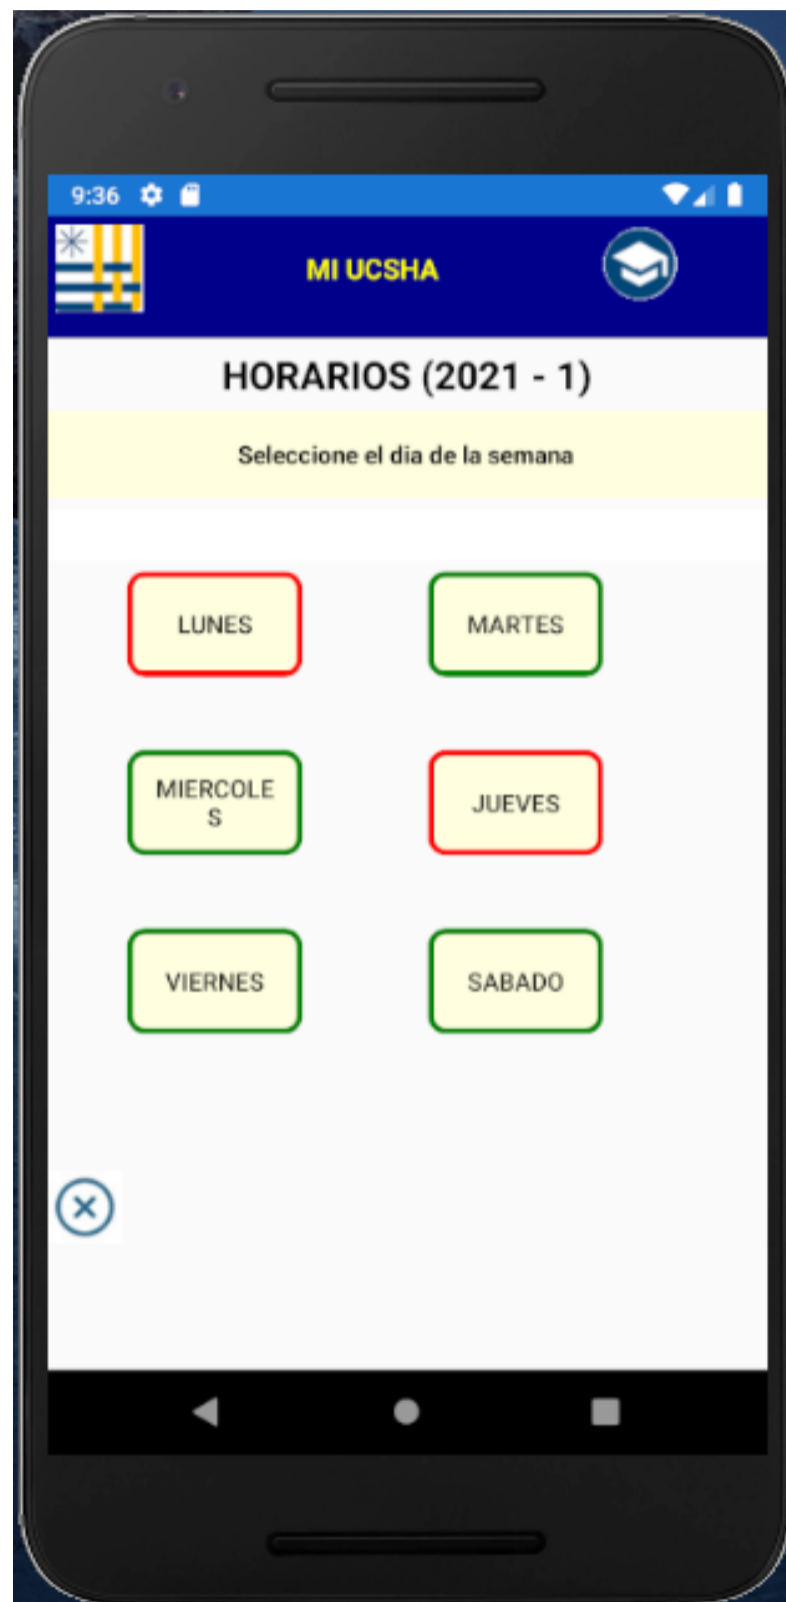 9:36
MI UCSHA
HORARIOS (2021 - 1)
Seleccione el dia de la semana
LUNES
MARTES
MIERCOLE
S
JUEVES
VIERNES
SABADO